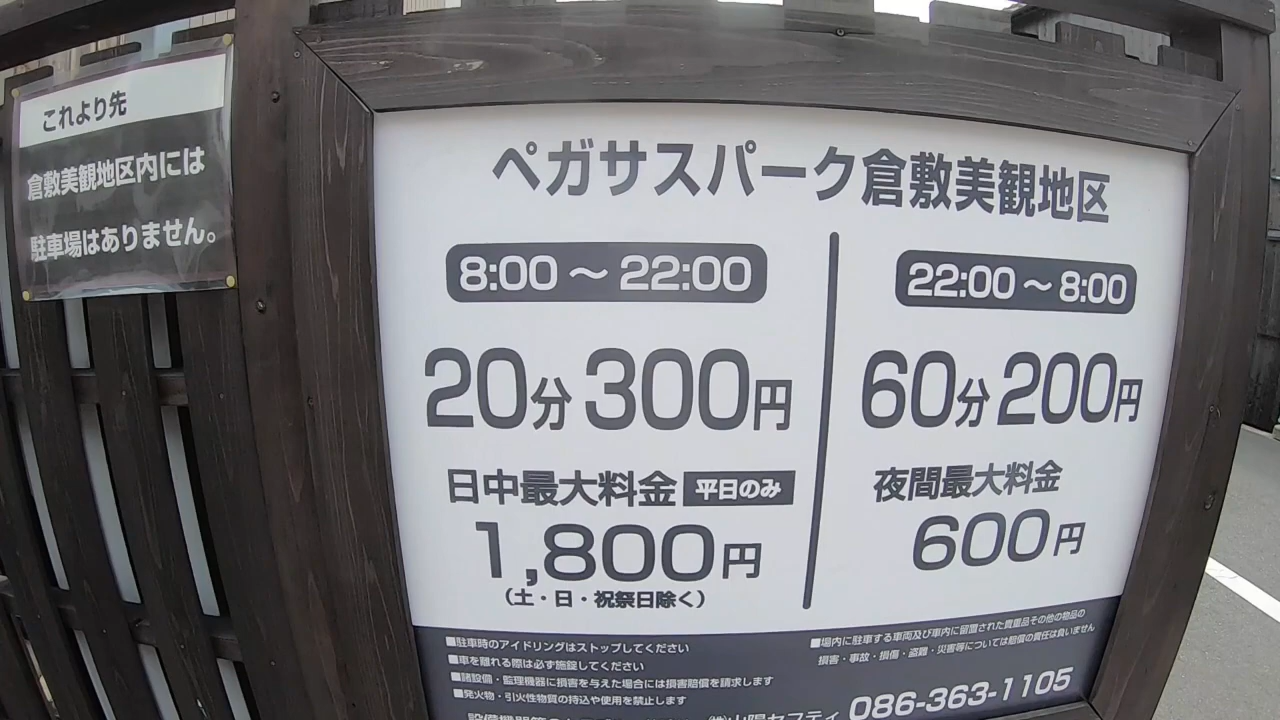 これより先
倉敷美観地区内には
駐車場はありません。
ペガサスパーク倉敷美観地区
8:00 ~ 22:00
20分 300円
日中最大料金 平日のみ
1,800円
(土・日・祝祭日除く)
22:00 ~ 8:00
60分 200円
夜間最大料金
600円
■駐車時のアイドリングはストップしてください
■車を離れる際は必ず施錠してください
■諸設備・監理機器に損害を与えた場合には損害賠償を請求します
■発火物・引火性物質の持込や使用を禁止します
■場内に駐車する車両及び車内に留置された貴重品その他の物品の
損害・事故・損傷・盗難・災害等については賠償の責任は負いません
086-363-1105